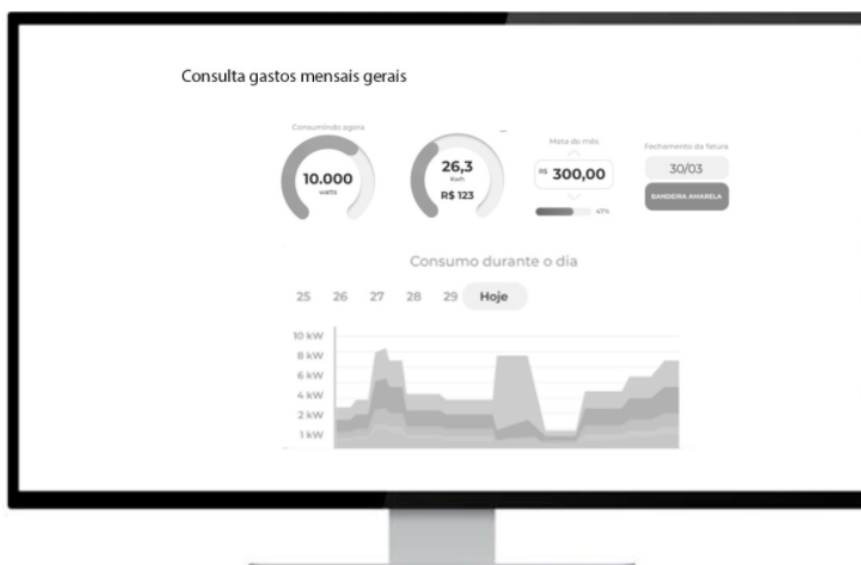 Consulta gastos mensais gerais
Consumindo agora
10.000
watts
26,3
Kwh
R$ 123
Meta do mês
R$ 300,00
47%
Fechamento da fatura
30/03
BANDEIRA AMARELA
Consumo durante o dia
25 26 27 28 29 Hoje
10 kW
8 kW
6 kW
4 kW
2 kW
1 kW